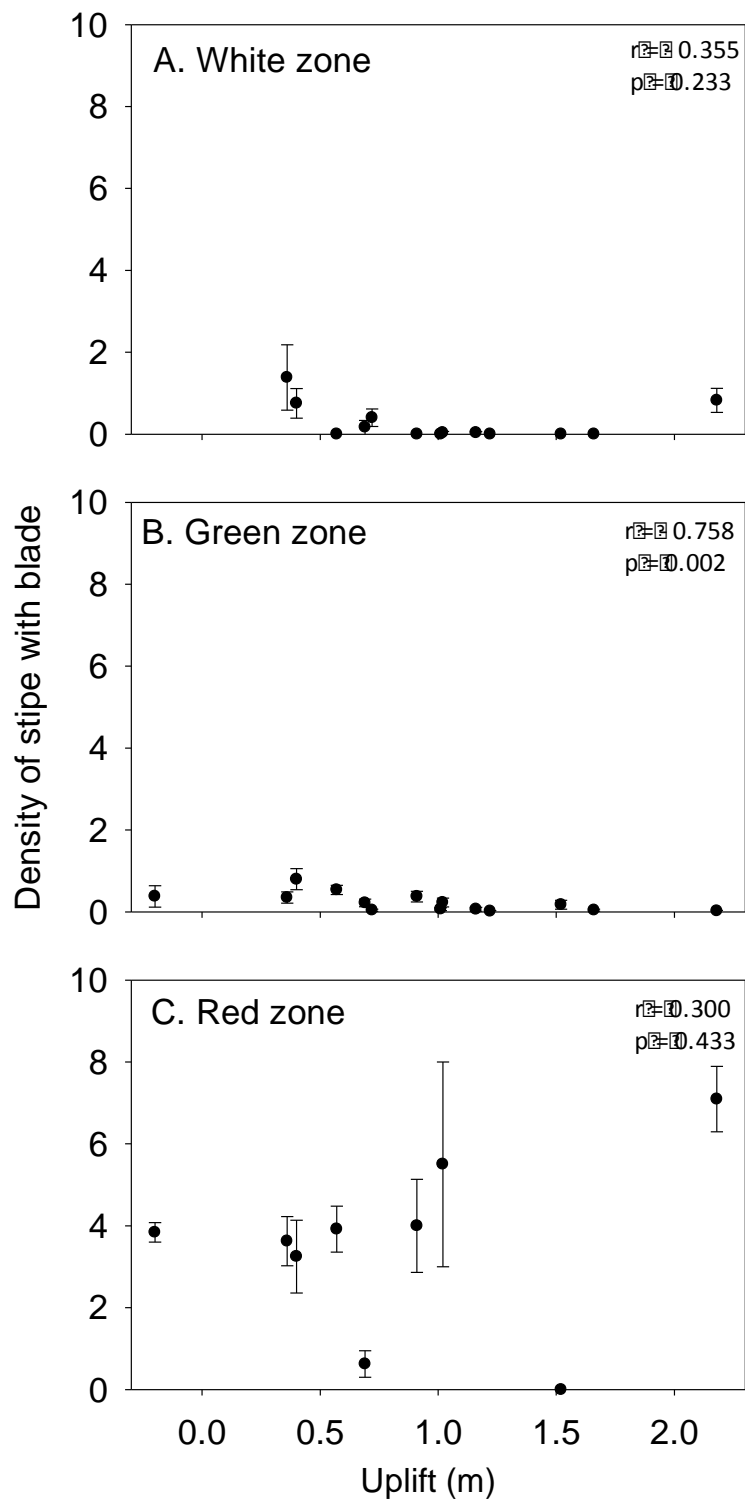 10
8
6
4
2
0
A. White zone
r⍰=⍰- 0.355
p⍰=⍰0.233
Density of stipe with blade
10
8
6
4
2
0
B. Green zone
r⍰=⍰- 0.758
p⍰=⍰0.002
10
8
6
4
2
0
C. Red zone
r⍰=⍰0.300
p⍰=⍰0.433
0.0 0.5 1.0 1.5 2.0
Uplift (m)